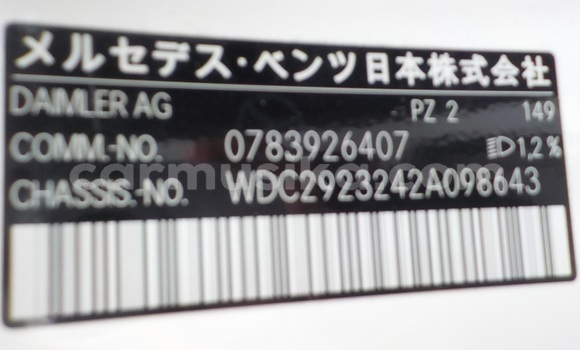 メルセデス・ベンツ日本株式会社
DAIMLER AG PZ 2 149
COMM.-NO. 0783926407 1,2 %
CHASSIS.-NO. WDC2923242A098643